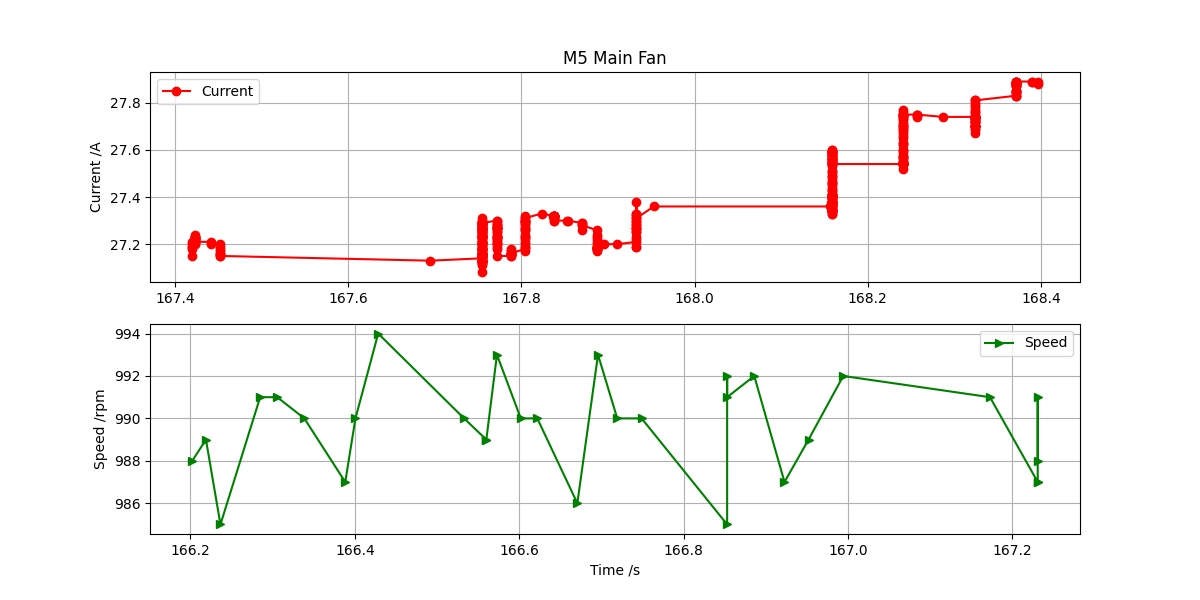 M5 Main Fan
Current
Current /A
27.8
27.6
27.4
27.2
167.4 167.6 167.8 168.0 168.2 168.4
Speed
Speed /rpm
994
992
990
988
986
166.2 166.4 166.6 166.8 167.0 167.2
Time /s